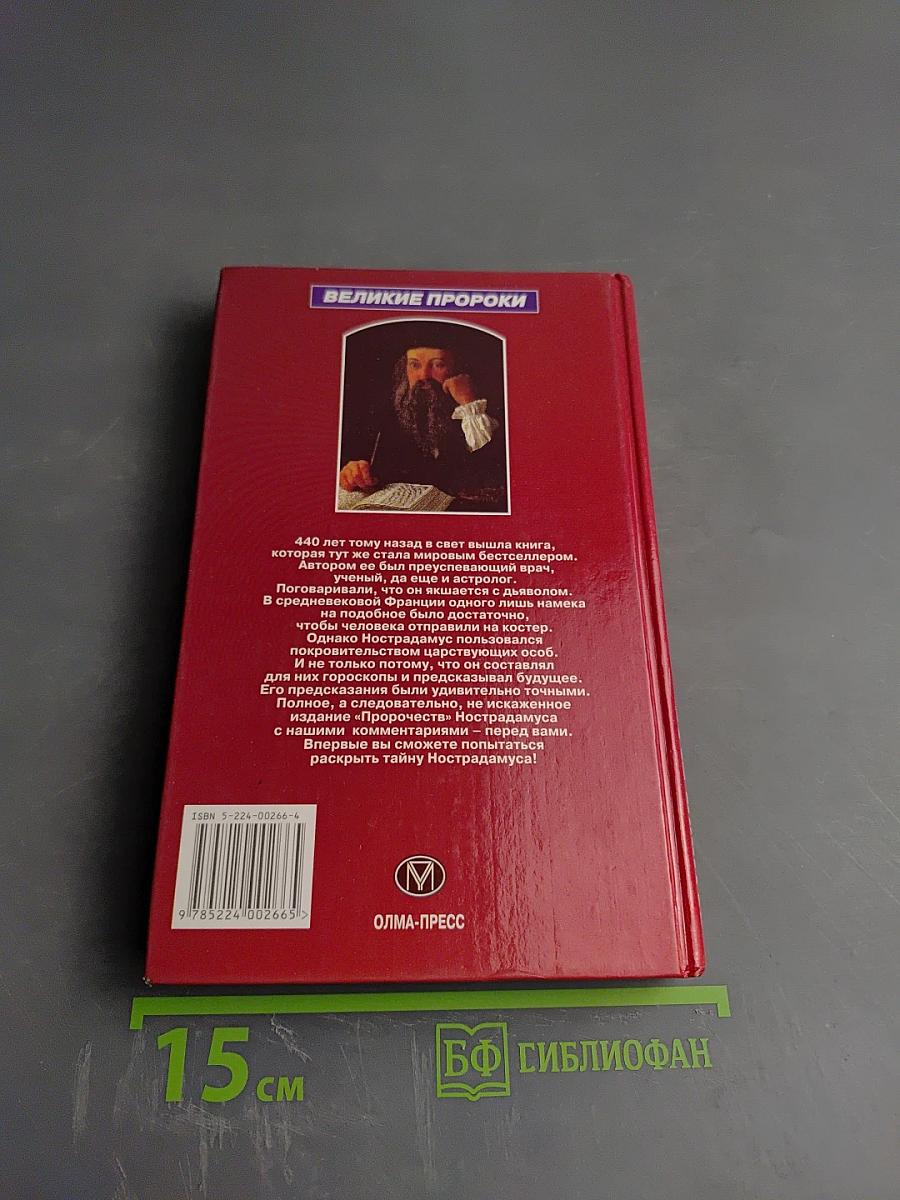 ВЕЛИКИЕ ПРОРОКИ
440 лет тому назад в свет вышла книга,
которая тут же стала мировым бестселлером.
Автором ее был преуспевающий врач,
ученый, да еще и астролог.
Поговаривали, что он якшается с дьяволом.
В средневековой Франции одного лишь намека
на подобное было достаточно,
чтобы человека отправили на костер.
Однако Нострадамус пользовался
покровительством царствующих особ.
И не только потому, что он составлял
для них гороскопы и предсказывал будущее.
Его предсказания были удивительно точными.
Полное, а следовательно, не искаженное
издание «Пророчеств» Нострадамуса
с нашими комментариями – перед вами.
Впервые вы сможете попытаться
раскрыть тайну Нострадамуса!
ISBN 5-224-00266-4
9 785224 002665 >
ОЛМА-ПРЕСС
15 см
БФ БИБЛИОФАН